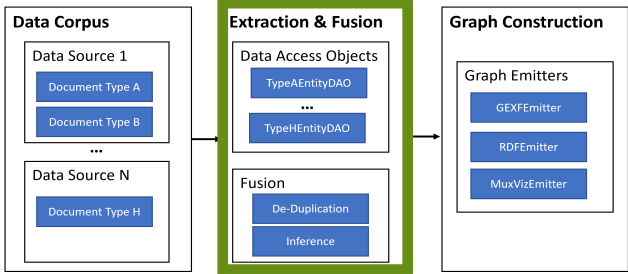 Data Corpus
Data Source 1
Document Type A
Document Type B
...
Data Source N
Document Type H
Extraction & Fusion
Data Access Objects
TypeAEntityDAO
...
TypeHEntityDAO
Fusion
De-Duplication
Inference
Graph Construction
Graph Emitters
GEXFEmitter
RDFEmitter
MuxVizEmitter